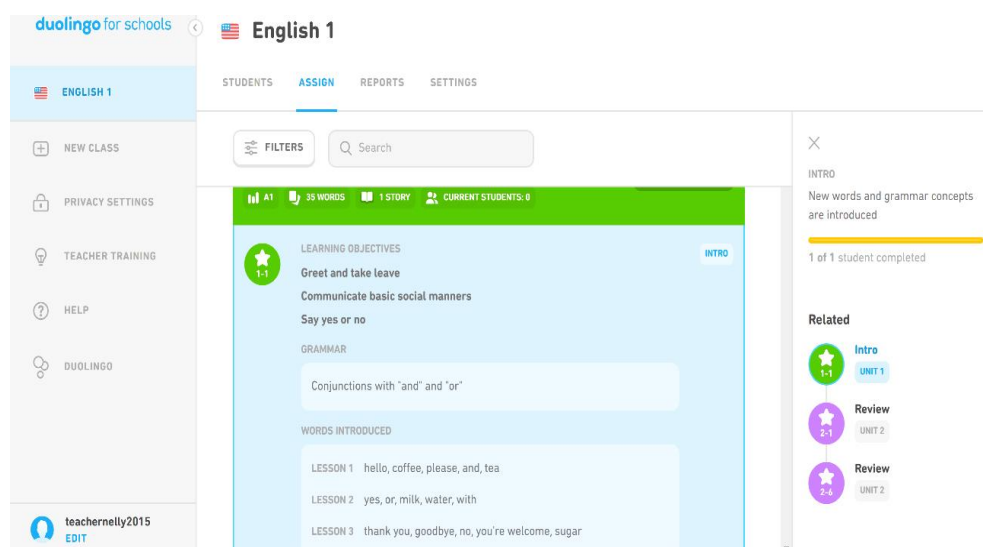 duolingo for schools
ENGLISH 1
NEW CLASS
PRIVACY SETTINGS
TEACHER TRAINING
HELP
DUOLINGO
teachernelly2015
EDIT
English 1
STUDENTS ASSIGN REPORTS SETTINGS
FILTERS
Search
A1 35 WORDS 1 STORY CURRENT STUDENTS: 0
1-1
LEARNING OBJECTIVES
INTRO
Greet and take leave
Communicate basic social manners
Say yes or no
GRAMMAR
Conjunctions with "and" and "or"
WORDS INTRODUCED
LESSON 1 hello, coffee, please, and, tea
LESSON 2 yes, or, milk, water, with
LESSON 3 thank you, goodbye, no, you're welcome, sugar
INTRO
New words and grammar concepts
are introduced
1 of 1 student completed
Related
Intro
1-1
UNIT 1
Review
2-1
UNIT 2
Review
2-6
UNIT 2